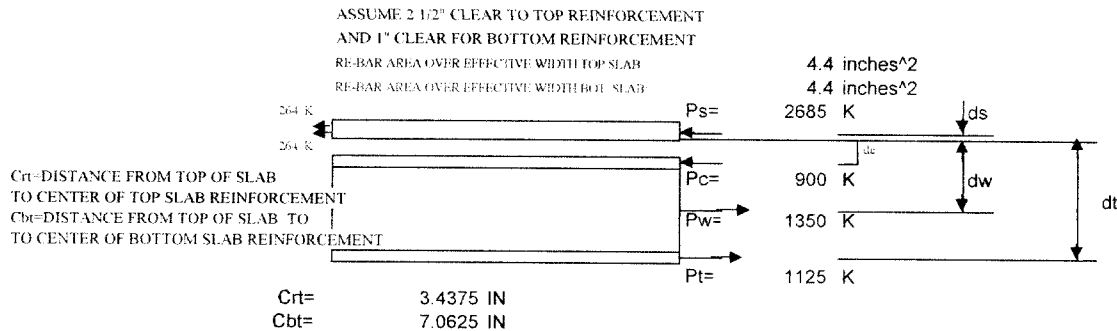 ASSUME 2 1/2" CLEAR TO TOP REINFORCEMENT
AND 1" CLEAR FOR BOTTOM REINFORCEMENT
RE-BAR AREA OVER EFFECTIVE WIDTH TOP SLAB 4.4 inches^2
RE-BAR AREA OVER EFFECTIVE WIDTH BOT SLAB 4.4 inches^2
264 K Ps= 2685 K ds
264 K dc
Crt=DISTANCE FROM TOP OF SLAB
TO CENTER OF TOP SLAB REINFORCEMENT
Pc= 900 K dw dt
Cbt=DISTANCE FROM TOP OF SLAB TO
TO CENTER OF BOTTOM SLAB REINFORCEMENT
Pw= 1350 K
Pt= 1125 K
Crt= 3.4375 IN
Cbt= 7.0625 IN